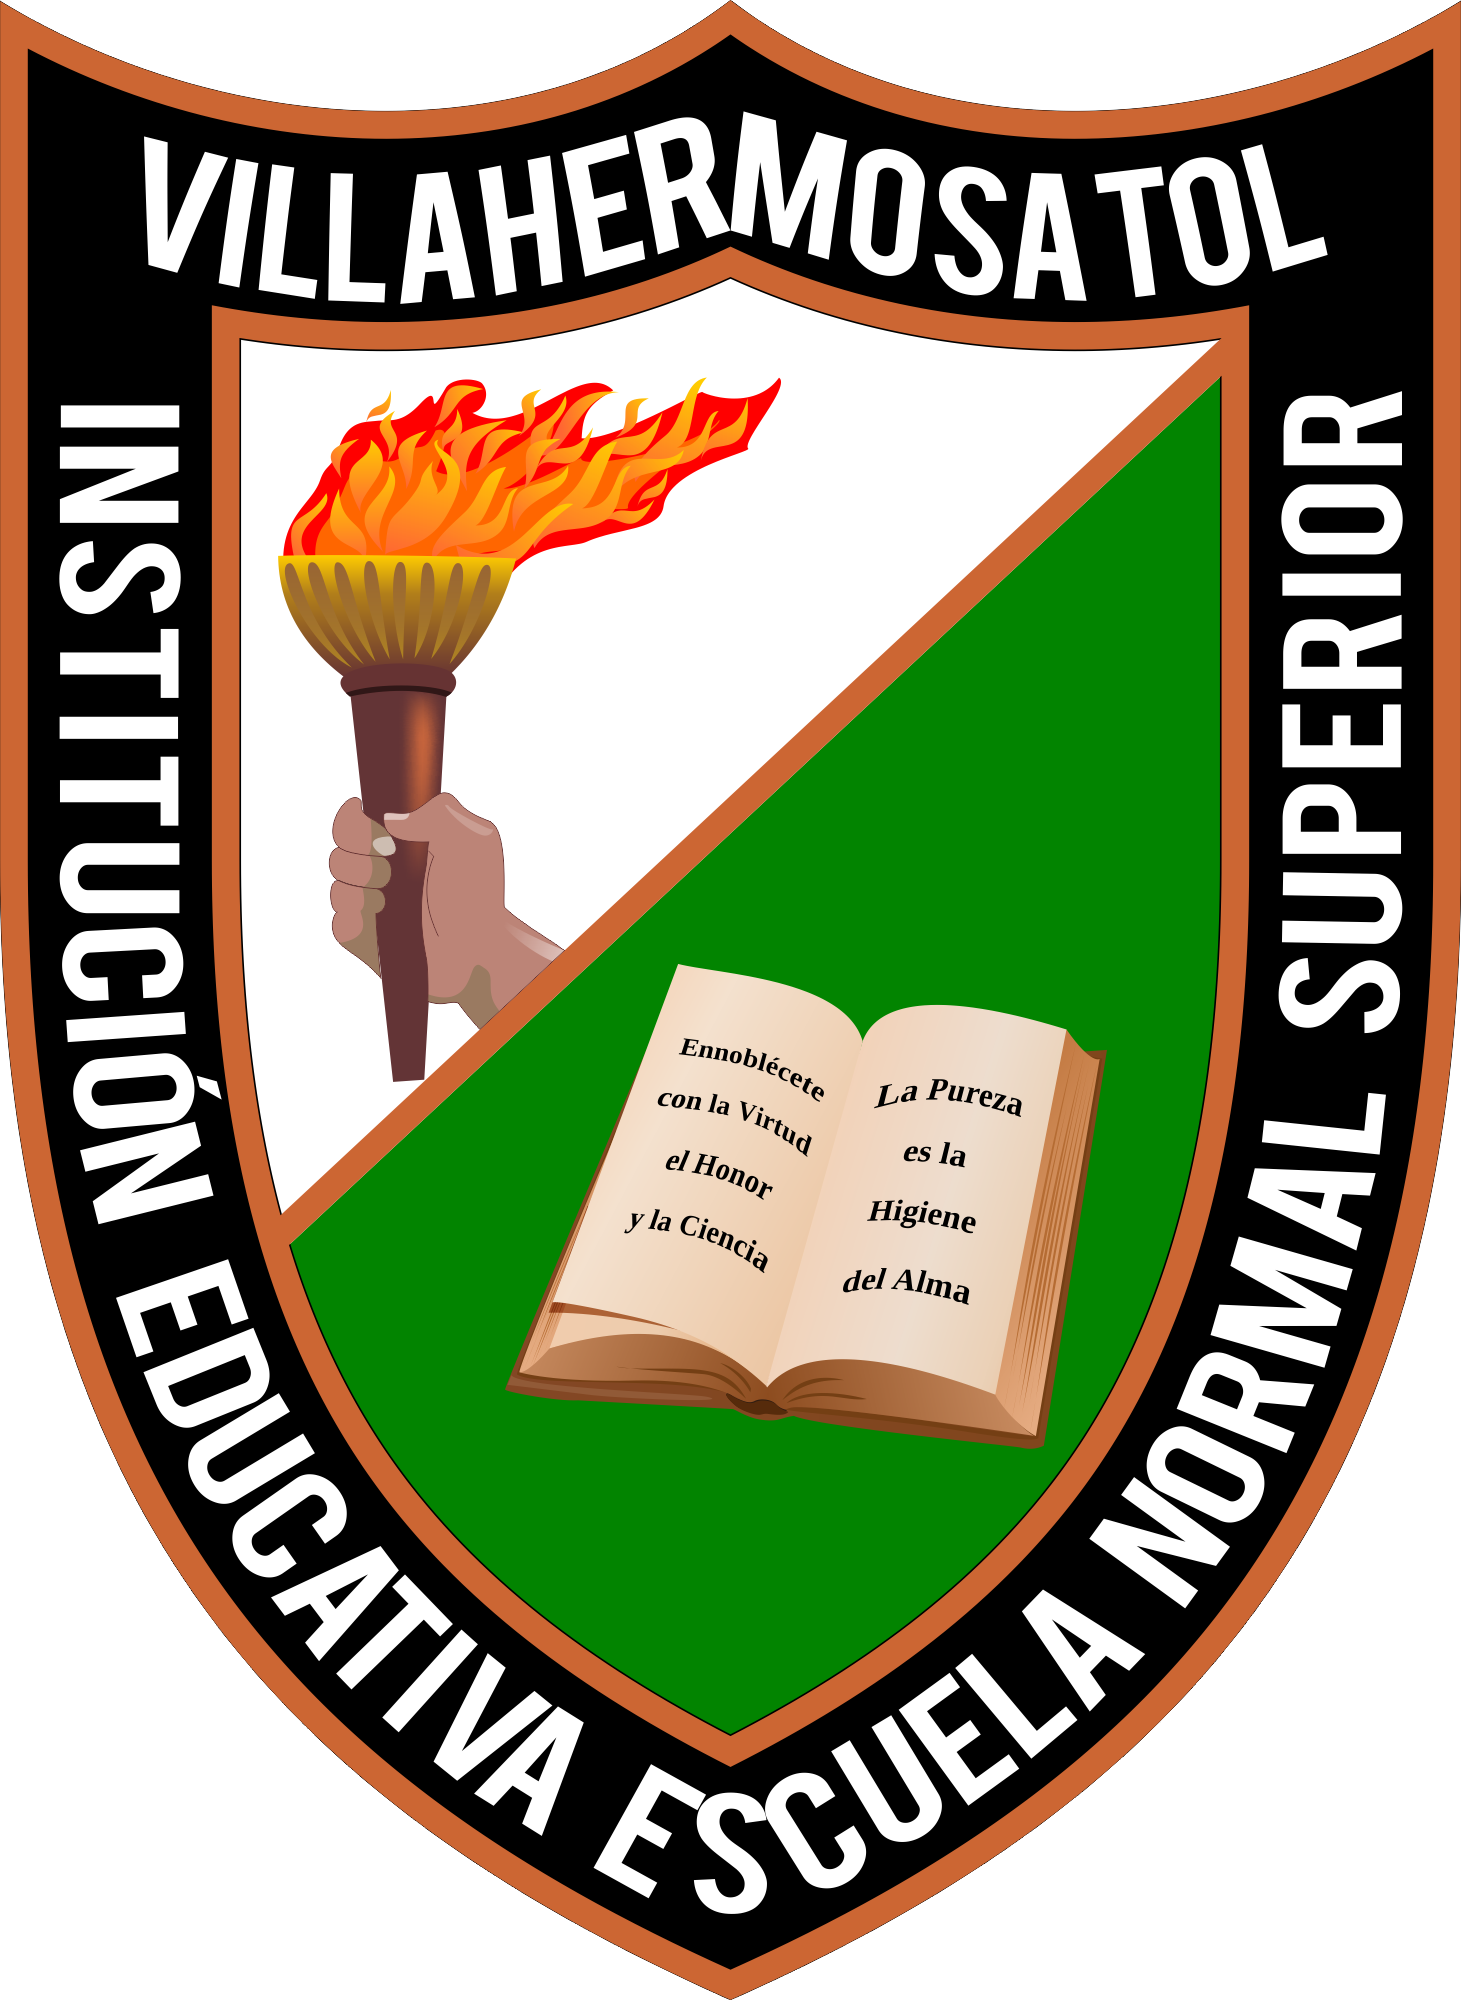 VILLAHERMOSA TOL
INSTITUCIÓN EDUCATIVA ESCUELA NORMAL SUPERIOR
Ennoblécete
con la Virtud
el Honor
y la Ciencia
La Pureza
es la
Higiene
del Alma